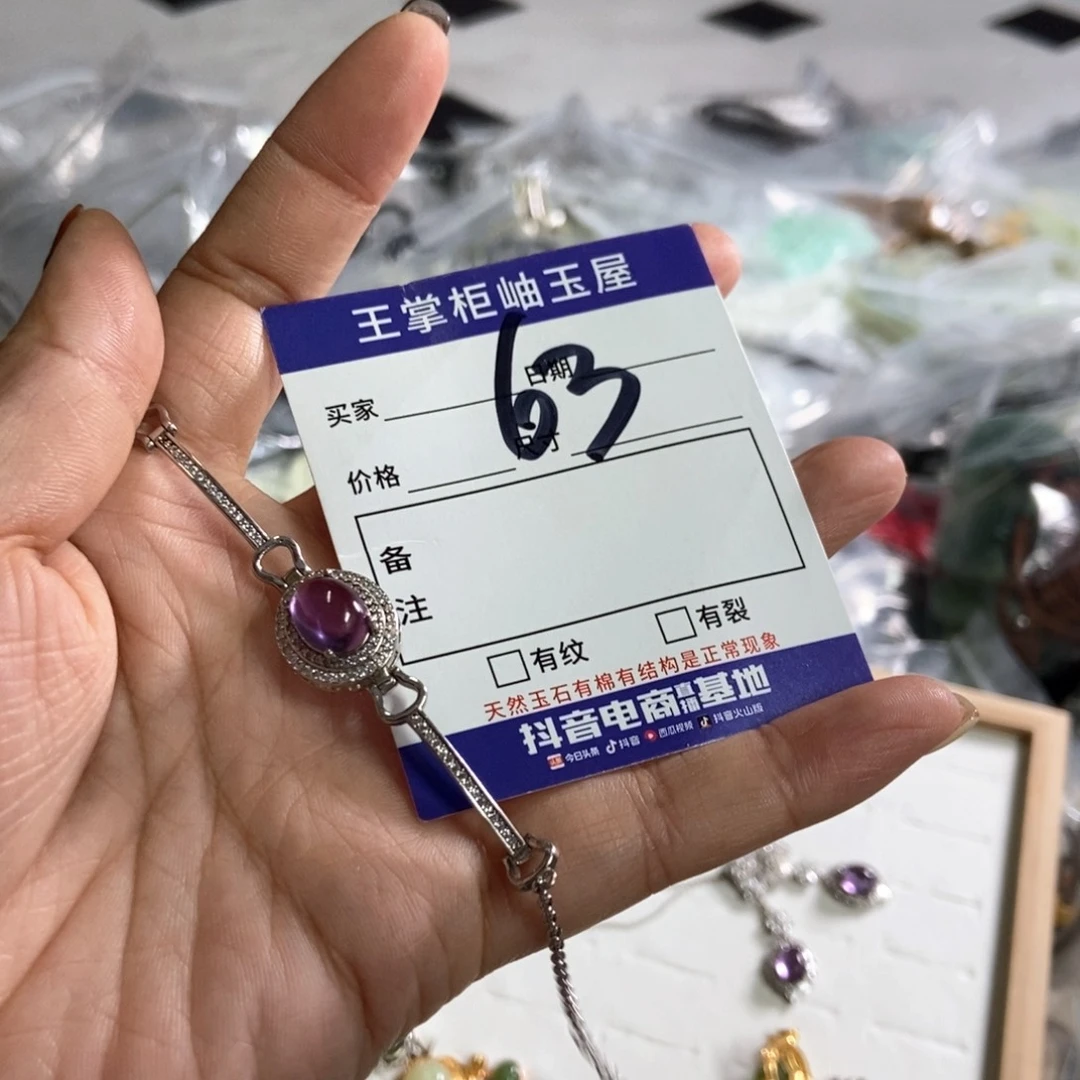 王掌柜岫玉屋
63
买家 日期
价格 尺寸
备
注
有纹 有裂
天然玉石有棉有结构是正常现象
抖音电商直播基地
头条 今日头条 抖音 西瓜视频 抖音火山版